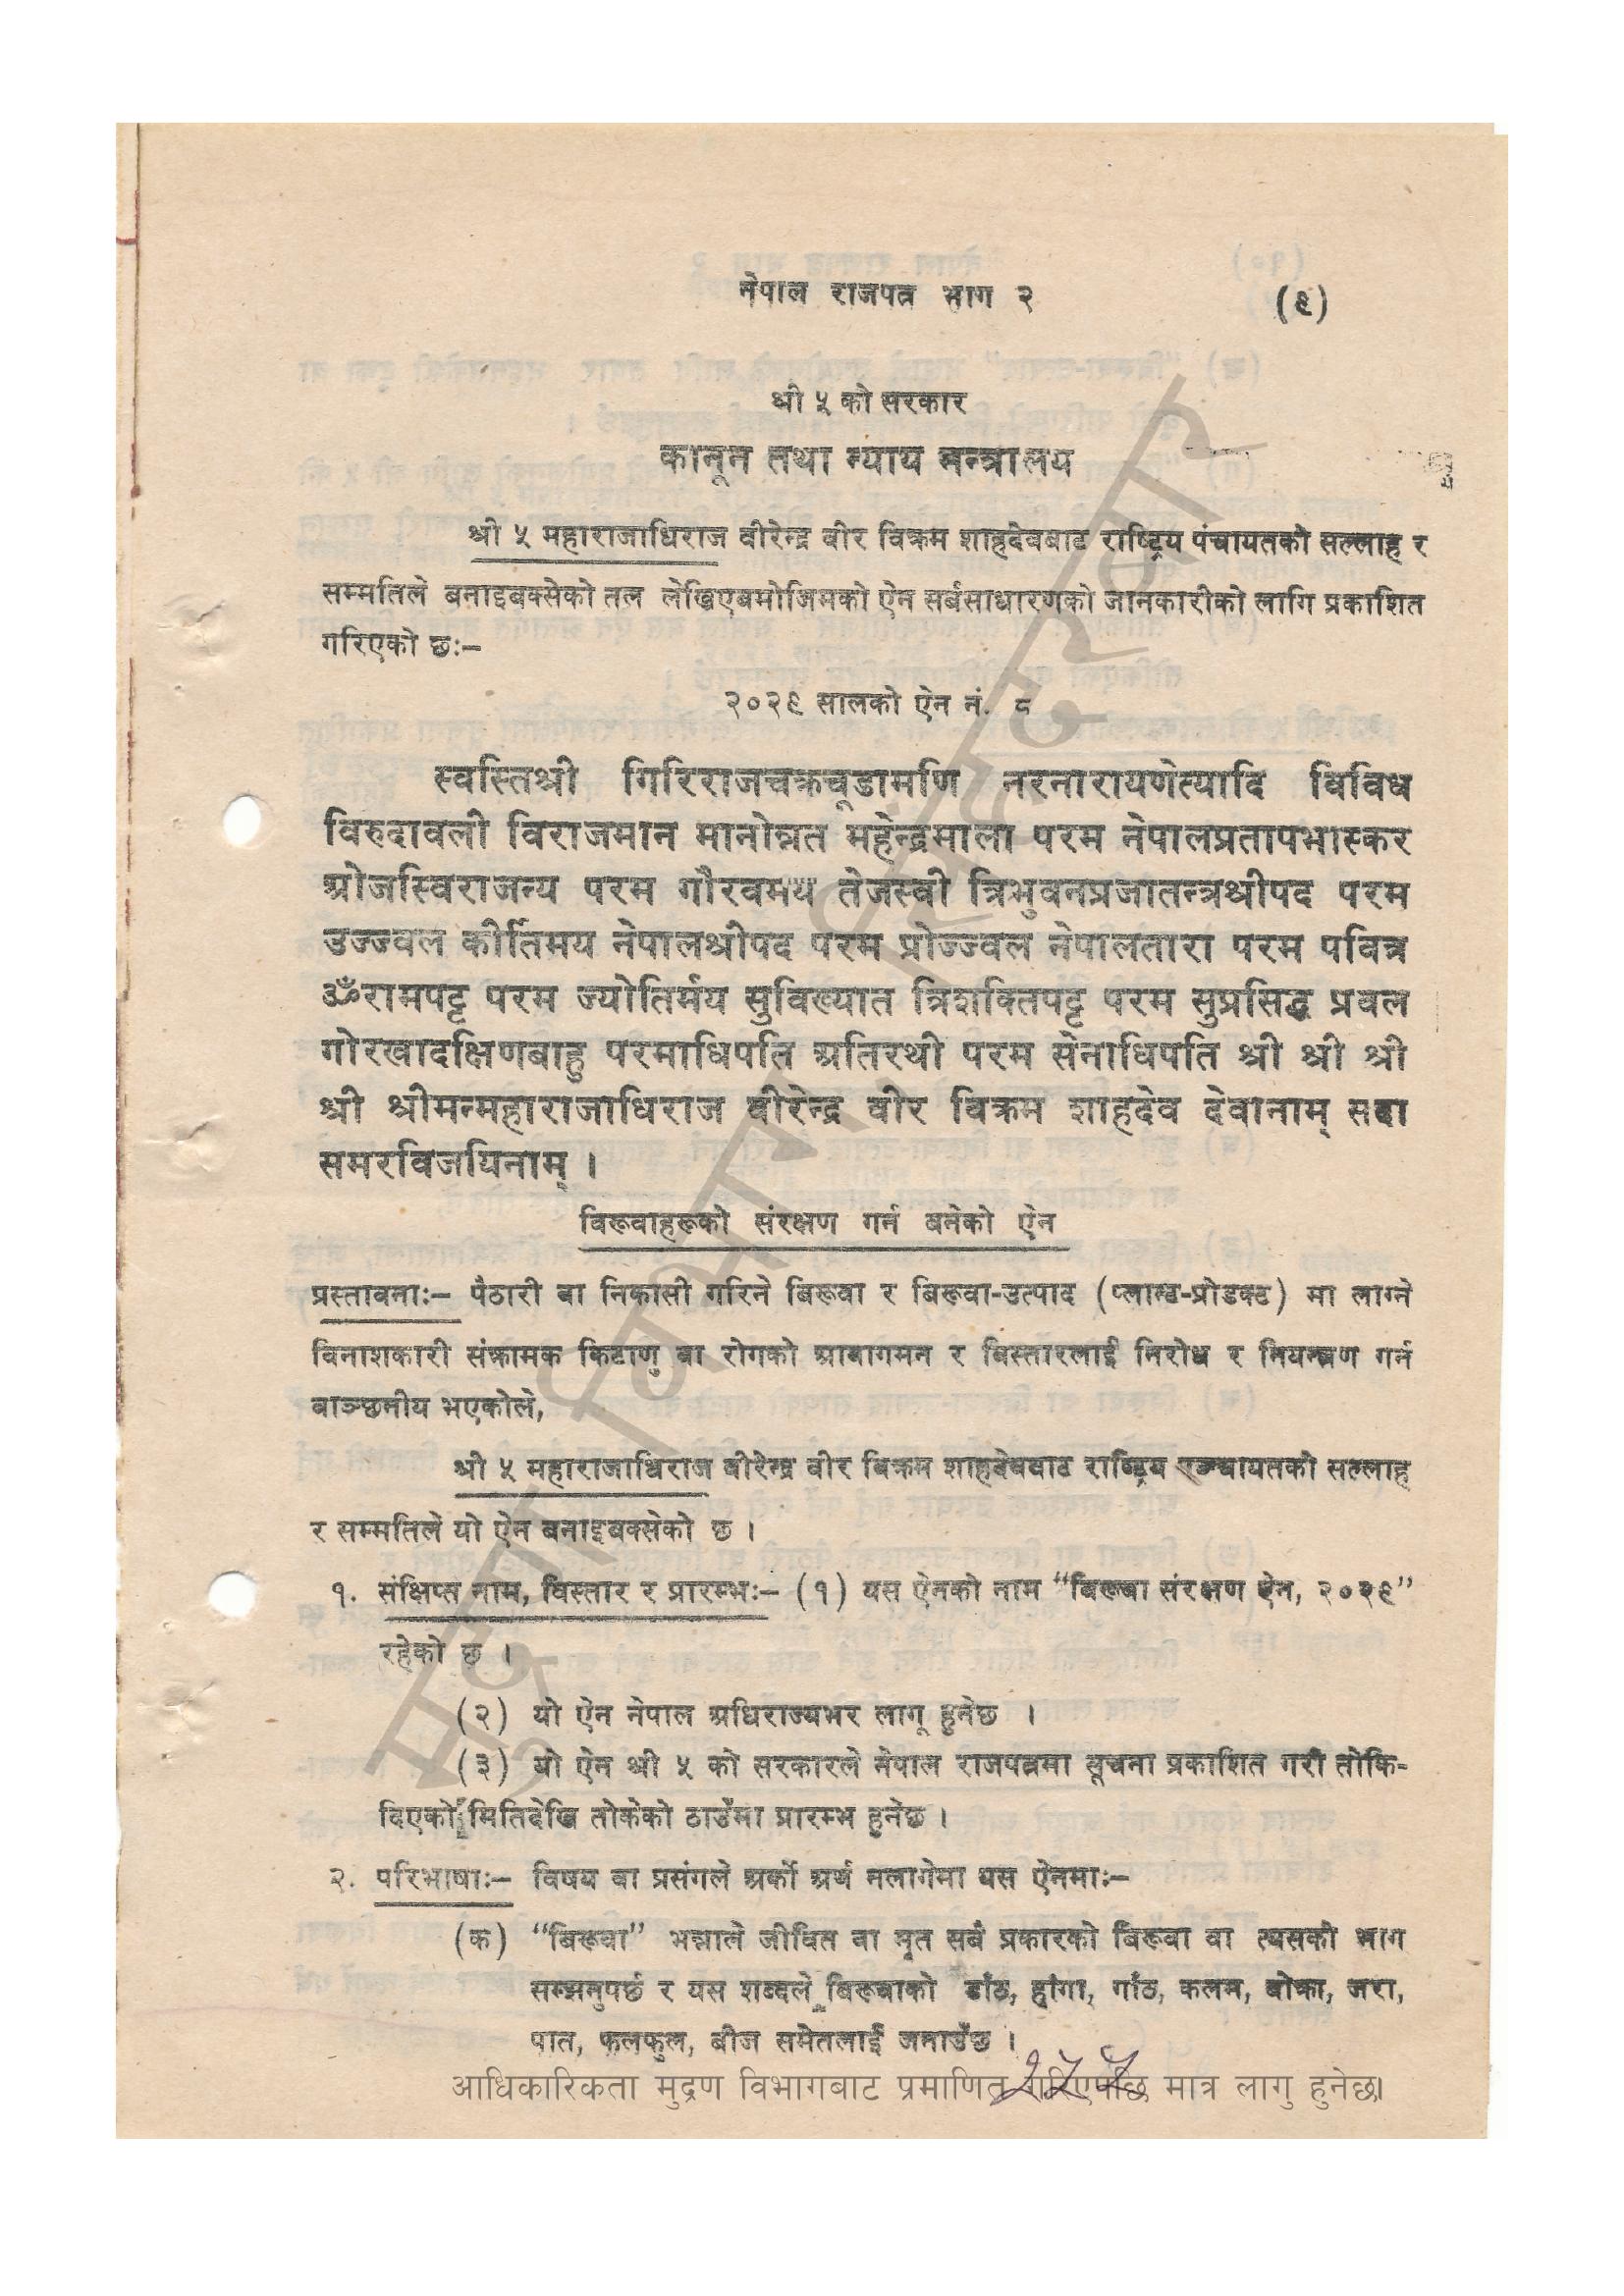 नेपाल राजपत्र भाग २ (९)
श्री ५ को सरकार
कानून तथा न्याय मन्त्रालय
श्री ५ महाराजाधिराज वीरेन्द्र वीर विक्रम शाहदेवबाट राष्ट्रिय पंचायतको सल्लाह र
सम्मतिले बनाइबक्सेको तल लेखिएबमोजिमको ऐन सर्बसाधारणको जानकारीको लागि प्रकाशित
गरिएको छः–
२०२९ सालको ऐन नं. ८
स्वस्तिश्री गिरिराजचक्रचूडामणि नरनारायणेत्यादि विविध
विरुदावली विराजमान मानोन्नत महेन्द्रमाला परम नेपालप्रतापभास्कर
ओजस्विराजन्य परम गौरवमय तेजस्वी त्रिभुवनप्रजातन्त्रश्रीपद परम
उज्ज्वल कीर्तिमय नेपालश्रीपद परम प्रोज्ज्वल नेपालतारा परम पवित्र
ॐरामपट्ट परम ज्योतिर्मय सुविख्यात त्रिशक्तिपट्ट परम सुप्रसिद्ध प्रवल
गोरखादक्षिणबाहु परमाधिपति अतिरथी परम सेनाधिपति श्री श्री श्री
श्री श्रीमन्महाराजाधिराज वीरेन्द्र वीर विक्रम शाहदेव देवानाम् सदा
समरविजयिनाम् ।
विरूवाहरूको संरक्षण गर्न बनेको ऐन
प्रस्तावनाः– पैठारी वा निकासी गरिने बिरूवा र बिरूवा-उत्पाद (प्लान्ट-प्रोडक्ट) मा लाग्ने
विनाशकारी संक्रामक किटाणु वा रोगको आवागमन र बिस्तारलाई निरोध र नियन्त्रण गर्न
वाञ्छनीय भएकोले,
श्री ५ महाराजाधिराज वीरेन्द्र वीर बिक्रम शाहदेवबाट राष्ट्रिय पञ्चायतको सल्लाह
र सम्मतिले यो ऐन बनाइबक्सेको छ ।
१. संक्षिप्त नाम, विस्तार र प्रारम्भः– (१) यस ऐनको नाम “बिरूवा संरक्षण ऐन, २०२९”
रहेको छ ।
(२) यो ऐन नेपाल अधिराज्यभर लागू हुनेछ ।
(३) यो ऐन श्री ५ को सरकारले नेपाल राजपत्रमा सूचना प्रकाशित गरी तोकि-
दिएको मितिदेखि तोकेको ठाउँमा प्रारम्भ हुनेछ ।
२. परिभाषाः– विषय वा प्रसंगले अर्को अर्थ नलागेमा यस ऐनमाः–
(क) “बिरूवा” भन्नाले जीवित वा मृत सबै प्रकारको बिरूवा वा त्यसको भाग
सम्झनुपर्छ र यस शब्दले बिरूवाको डाँठ, हाँगा, गाँठ, कलम, बोक्रा, जरा,
पात, फलफुल, बीज समेतलाई जनाउँछ ।
आधिकारिकता मुद्रण विभागबाट प्रमाणित गरिएपछि मात्र लागु हुनेछ।
मुद्रण विभाग, सिंहदरबार